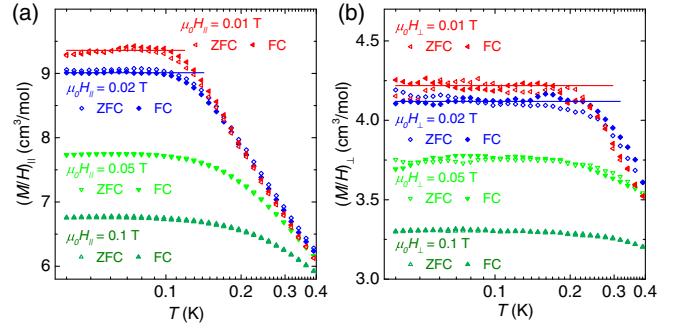 (a)
μ₀H∥ = 0.01 T
ZFC FC
μ₀H∥ = 0.02 T
ZFC FC
μ₀H∥ = 0.05 T
ZFC FC
μ₀H∥ = 0.1 T
ZFC FC
(M/H)∥ (cm³/mol)
9
8
7
6
0.1 0.2 0.3 0.4
T (K)
(b)
μ₀H⊥ = 0.01 T
ZFC FC
μ₀H⊥ = 0.02 T
ZFC FC
μ₀H⊥ = 0.05 T
ZFC FC
μ₀H⊥ = 0.1 T
ZFC FC
(M/H)⊥ (cm³/mol)
4.5
4.0
3.5
3.0
0.1 0.2 0.3 0.4
T (K)